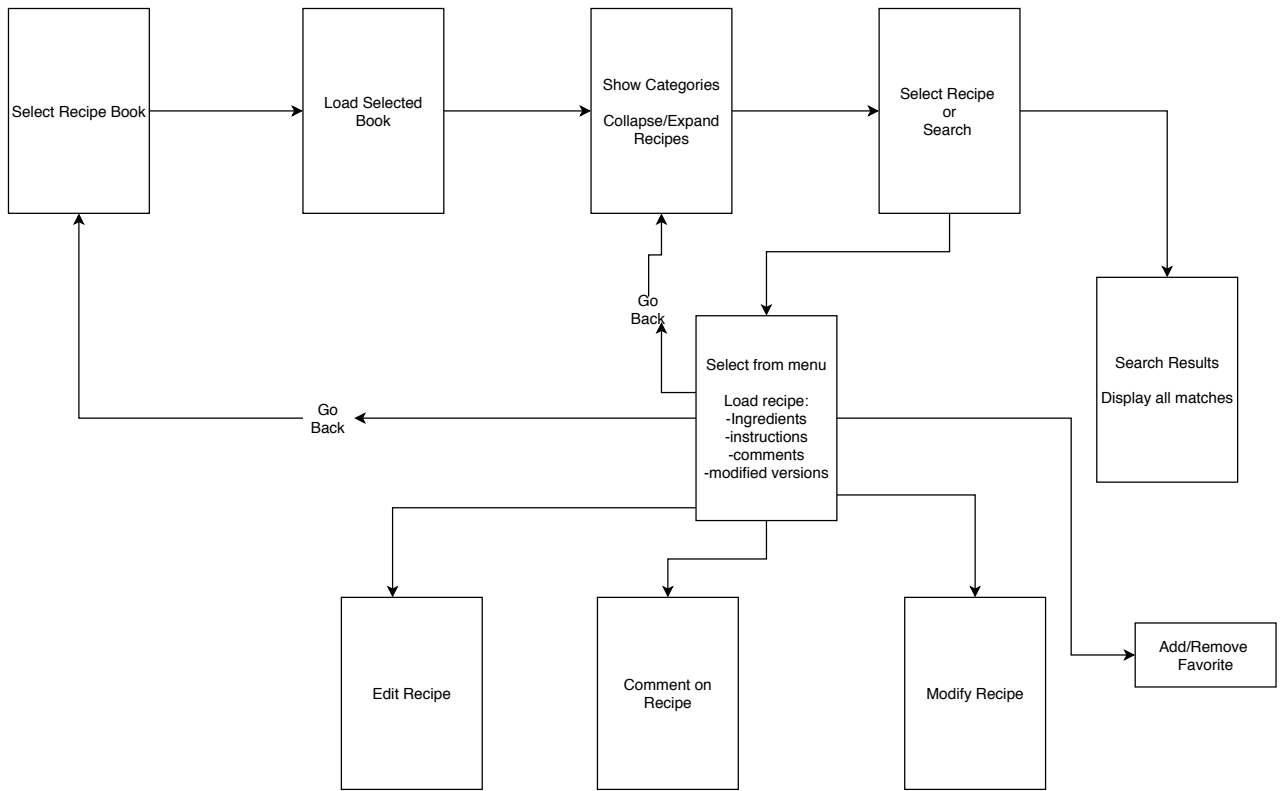 Select Recipe Book
Load Selected
Book
Show Categories
Collapse/Expand
Recipes
Select Recipe
or
Search
Go
Back
Select from menu
Load recipe:
-Ingredients
-instructions
-comments
-modified versions
Search Results
Display all matches
Go
Back
Edit Recipe
Comment on
Recipe
Modify Recipe
Add/Remove
Favorite